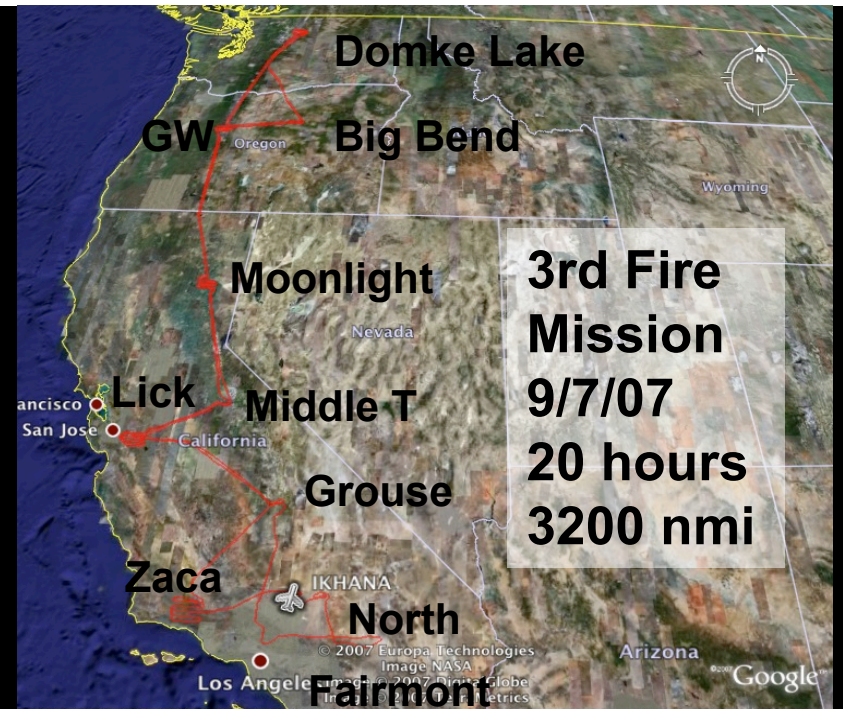 Domke Lake
N
GW
Oregon
Big Bend
Wyoming
3rd Fire
Mission
9/7/07
20 hours
3200 nmi
Moonlight
Nevada
Lick
Middle T
ancisco
San Jose
California
Grouse
Zaca
IKHANA
North
© 2007 Europa Technologies
Image NASA
Arizona
©2007 Google™
Los Angele
Fairmont